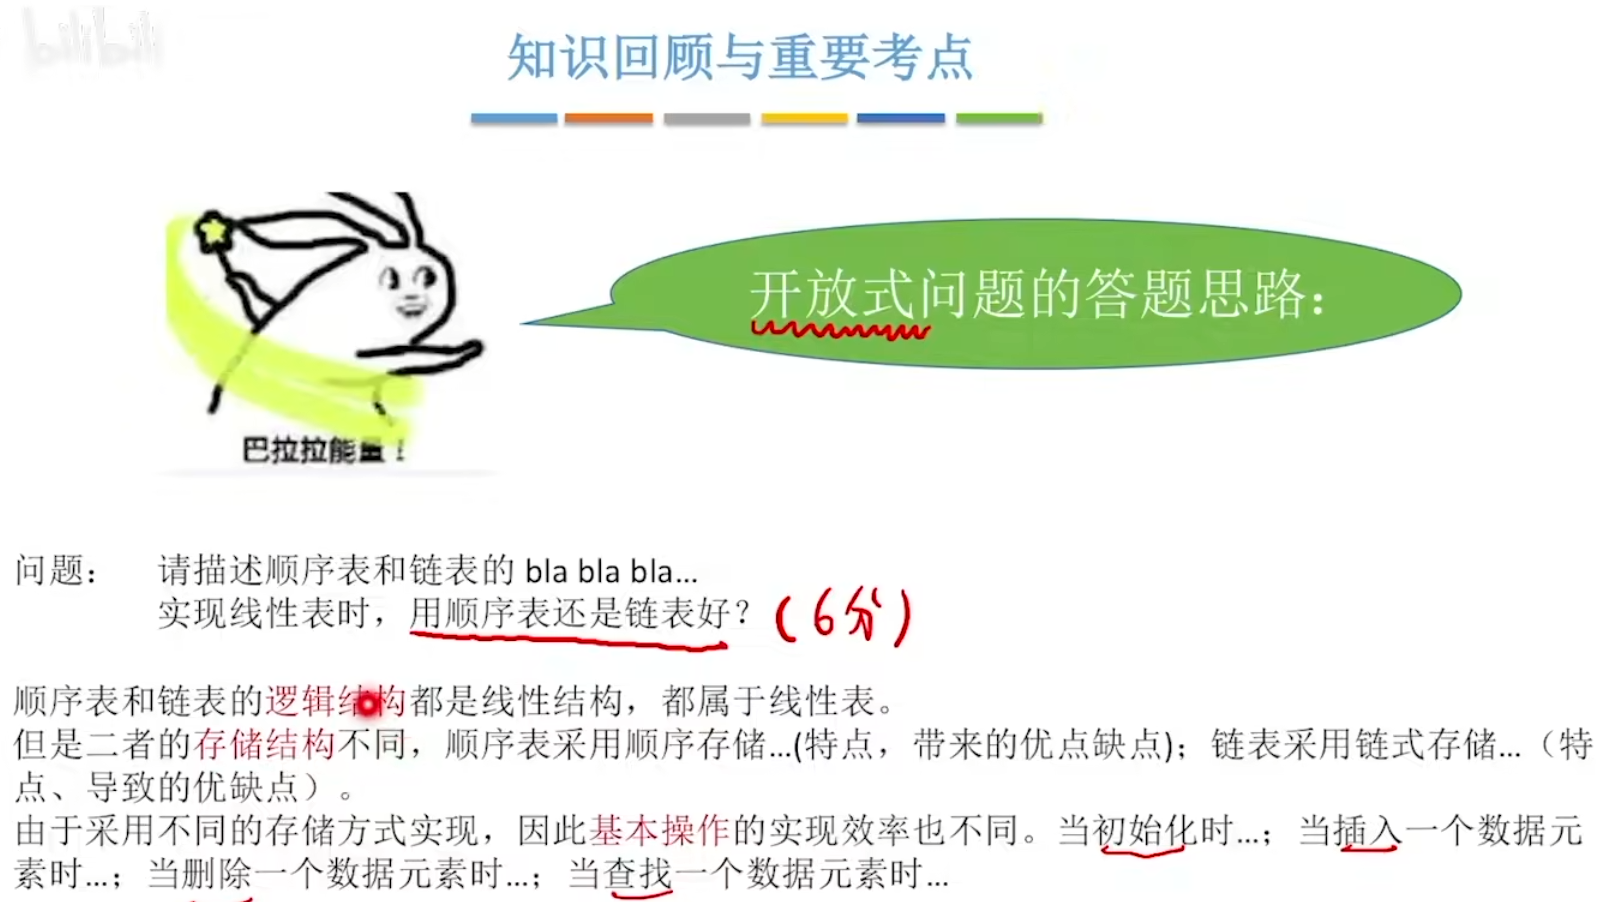 bilibili
知识回顾与重要考点
开放式问题的答题思路：
巴拉拉能量！
问题： 请描述顺序表和链表的 bla bla bla...
实现线性表时，用顺序表还是链表好？ （6分）
顺序表和链表的逻辑结构都是线性结构，都属于线性表。
但是二者的存储结构不同，顺序表采用顺序存储...(特点，带来的优点缺点)；链表采用链式存储...（特
点、导致的优缺点）。
由于采用不同的存储方式实现，因此基本操作的实现效率也不同。当初始化时...；当插入一个数据元
素时...；当删除一个数据元素时...；当查找一个数据元素时...